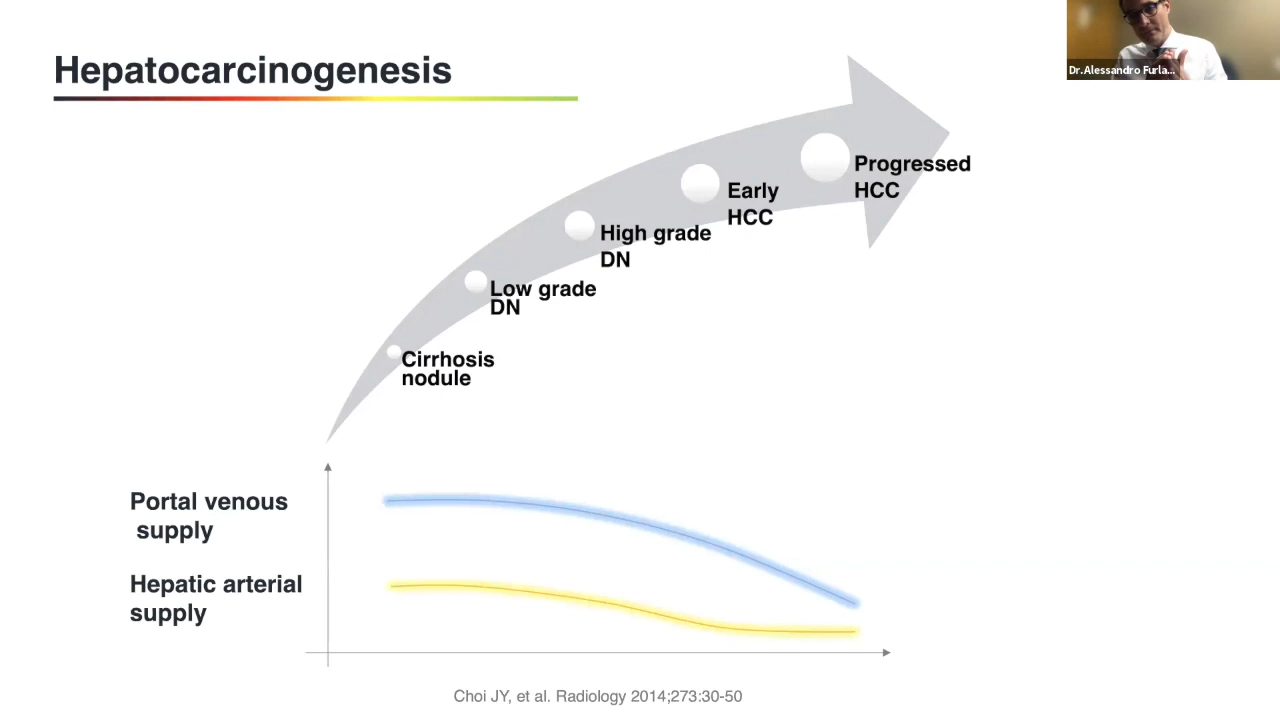 Hepatocarcinogenesis
Dr.Alessandro Furla...
Progressed
HCC
Early
HCC
High grade
DN
Low grade
DN
Cirrhosis
nodule
Portal venous
supply
Hepatic arterial
supply
Choi JY, et al. Radiology 2014;273:30-50